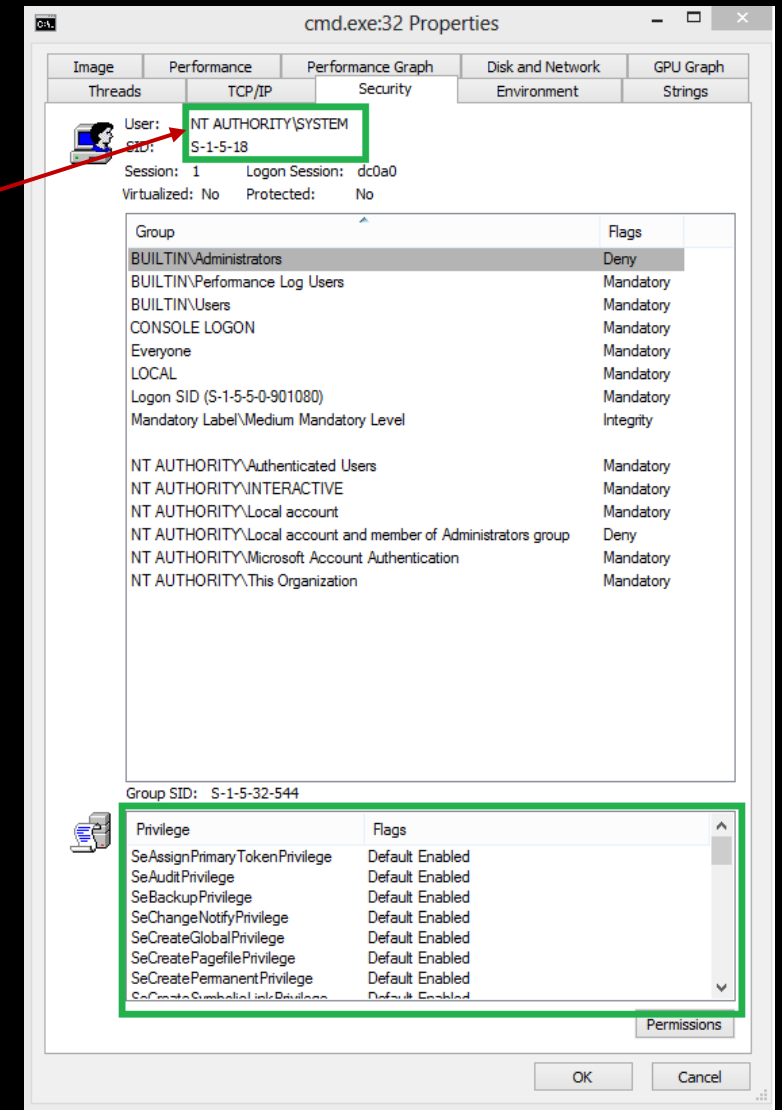 C:\.
cmd.exe:32 Properties
Image Performance Performance Graph Disk and Network GPU Graph
Threads TCP/IP Security Environment Strings
User: NT AUTHORITY\SYSTEM
SID: S-1-5-18
Session: 1 Logon Session: dc0a0
Virtualized: No Protected: No
Group Flags
BUILTIN\Administrators Deny
BUILTIN\Performance Log Users Mandatory
BUILTIN\Users Mandatory
CONSOLE LOGON Mandatory
Everyone Mandatory
LOCAL Mandatory
Logon SID (S-1-5-5-0-901080) Mandatory
Mandatory Label\Medium Mandatory Level Integrity
NT AUTHORITY\Authenticated Users Mandatory
NT AUTHORITY\INTERACTIVE Mandatory
NT AUTHORITY\Local account Mandatory
NT AUTHORITY\Local account and member of Administrators group Deny
NT AUTHORITY\Microsoft Account Authentication Mandatory
NT AUTHORITY\This Organization Mandatory
Group SID: S-1-5-32-544
Privilege Flags
SeAssignPrimaryTokenPrivilege Default Enabled
SeAuditPrivilege Default Enabled
SeBackupPrivilege Default Enabled
SeChangeNotifyPrivilege Default Enabled
SeCreateGlobalPrivilege Default Enabled
SeCreatePagefilePrivilege Default Enabled
SeCreatePermanentPrivilege Default Enabled
SeCreateSymbolicLinkPrivilege Default Enabled
Permissions
OK Cancel